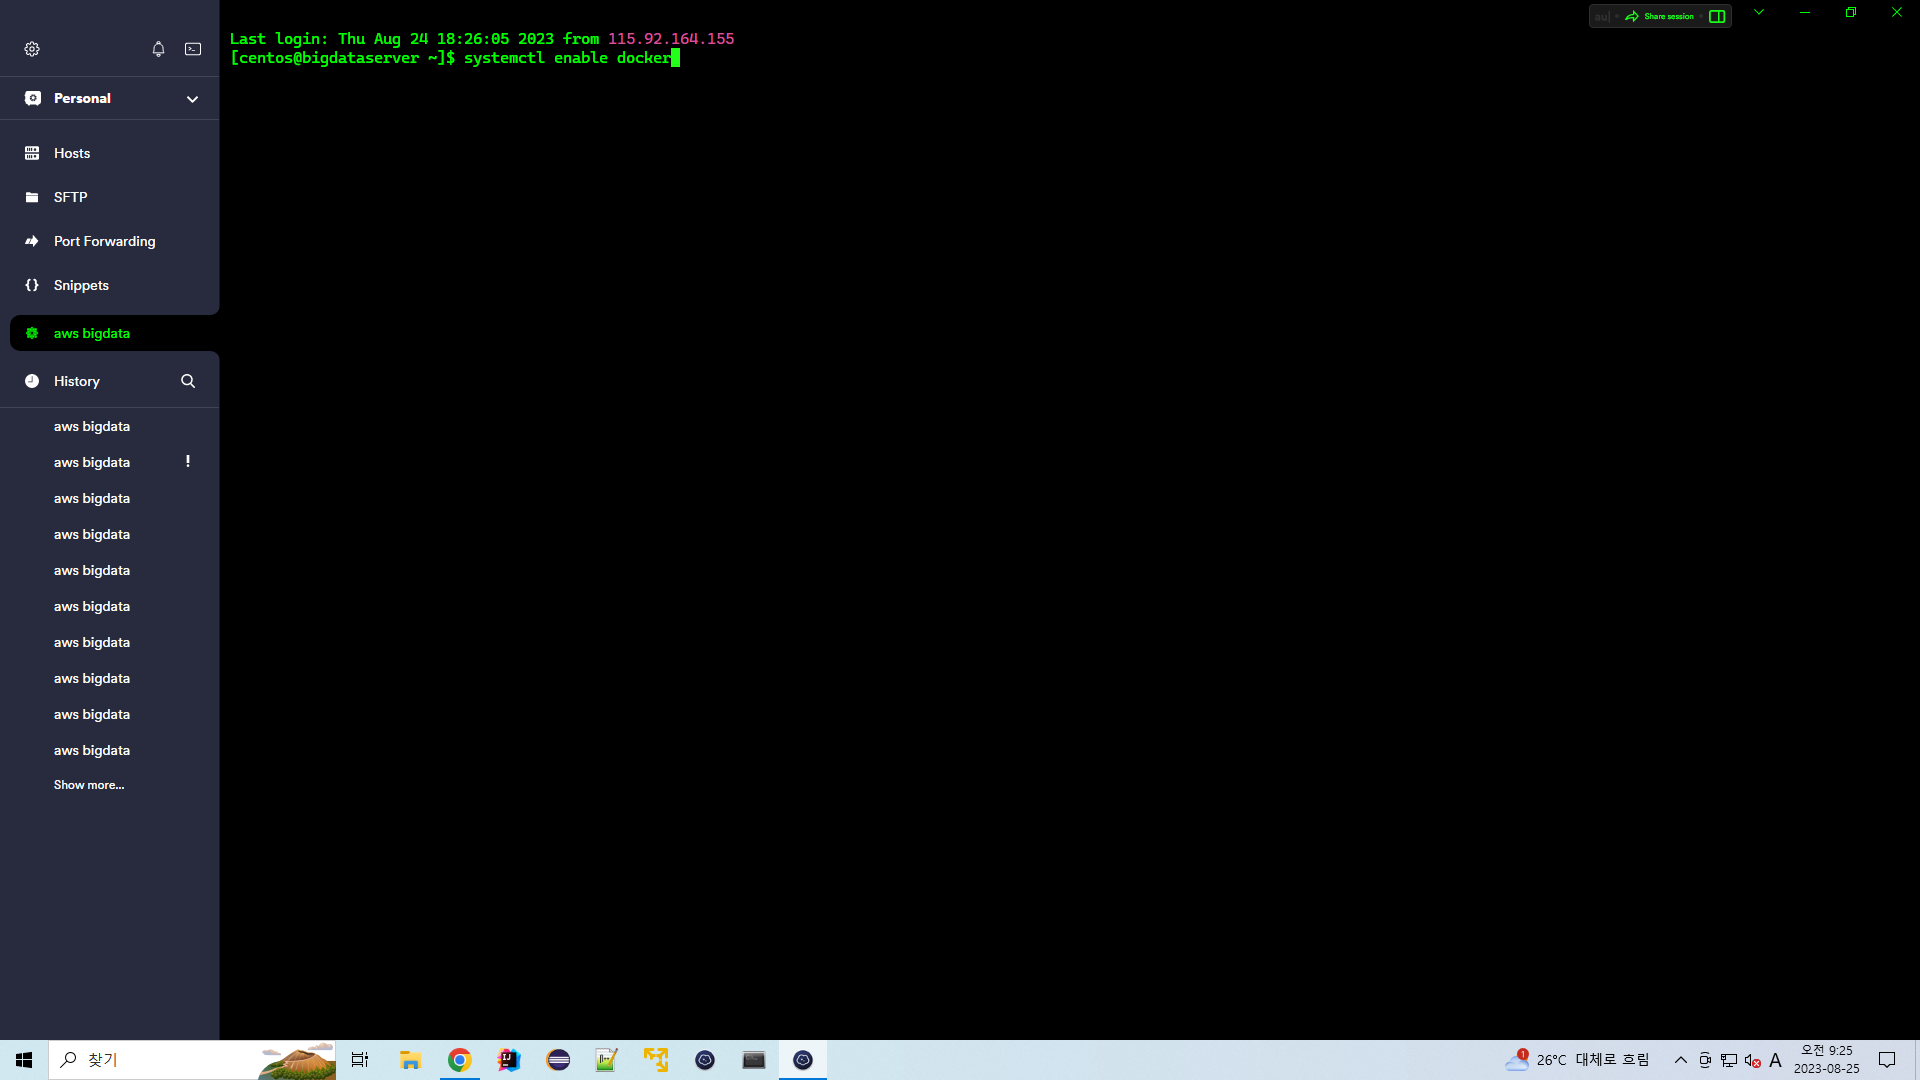 Share session
Last login: Thu Aug 24 18:26:05 2023 from 115.92.164.155
[centos@bigdataserver ~]$ systemctl enable docker
Personal
Hosts
SFTP
Port Forwarding
Snippets
aws bigdata
History
aws bigdata
aws bigdata !
aws bigdata
aws bigdata
aws bigdata
aws bigdata
aws bigdata
aws bigdata
aws bigdata
aws bigdata
Show more...
찾기
1
26°C 대체로 흐림
A
오전 9:25
2023-08-25